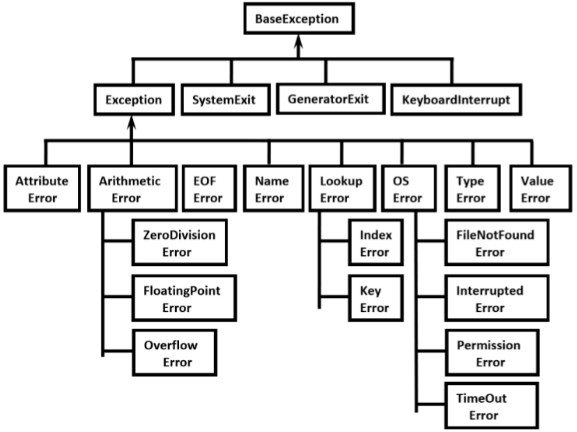 BaseException
Exception
SystemExit
GeneratorExit
KeyboardInterrupt
Attribute
Error
Arithmetic
Error
EOF
Error
Name
Error
Lookup
Error
OS
Error
Type
Error
Value
Error
ZeroDivision
Error
FloatingPoint
Error
Overflow
Error
Index
Error
Key
Error
FileNotFound
Error
Interrupted
Error
Permission
Error
TimeOut
Error